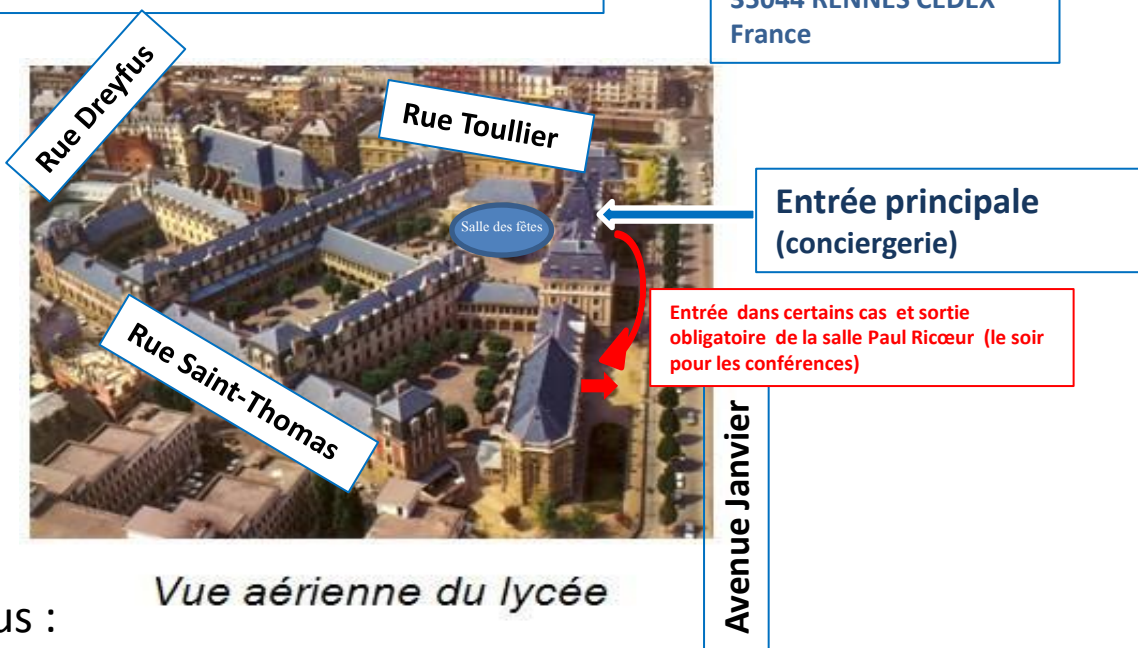 35044 RENNES CEDEX
France
Rue Dreyfus
Rue Toullier
Entrée principale
(conciergerie)
Salle des fêtes
Entrée dans certains cas et sortie
obligatoire de la salle Paul Ricœur (le soir
pour les conférences)
Rue Saint-Thomas
Avenue Janvier
Vue aérienne du lycée
us :